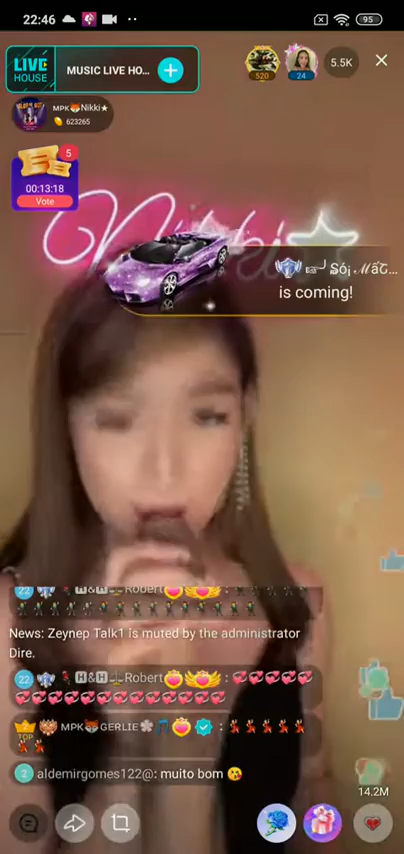 22:46
95
LIVE
HOUSE
MUSIC LIVE HO...
520
24
5.5K
MPK🦊Nikki★
623265
5
00:13:18
Vote
Nikki
is coming!
22 H&H Robert :
News: Zeynep Talk1 is muted by the administrator
Dire.
22 H&H Robert : 💞💞💞💞💞
💞💞💞💞💞💞💞💞💞💞
TOP MPK🦊GERLIE :💃💃💃💃💃
💃💃
2 aldemirgomes122@: muito bom 😘
14.2M